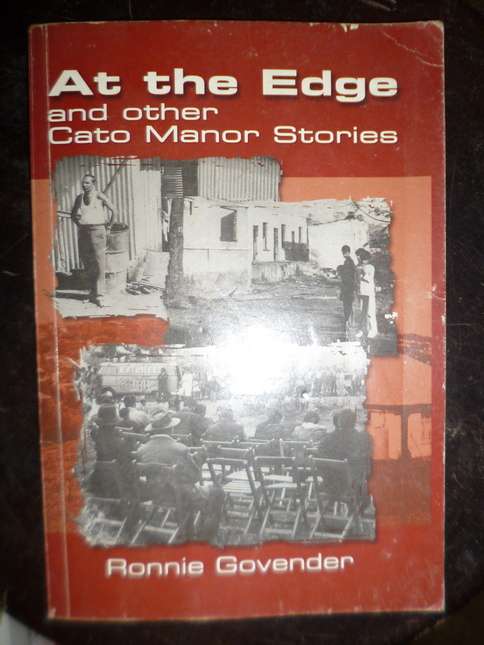 At the Edge
and other
Cato Manor Stories
Ronnie Govender